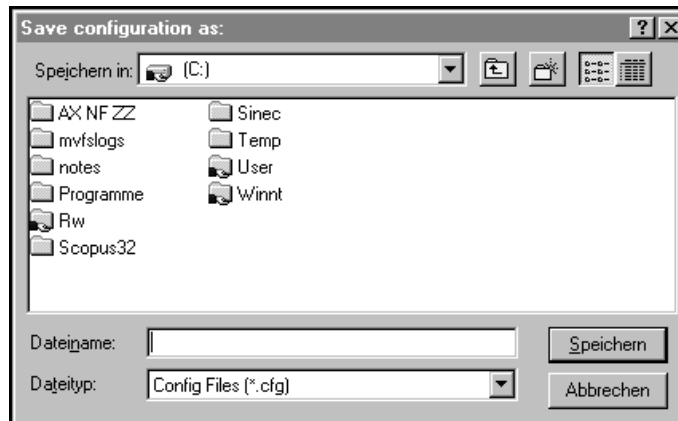 Save configuration as:
Speichern in: (C:)
AX NF ZZ
mvfslogs
notes
Programme
Rw
Scopus32
Sinec
Temp
User
Winnt
Dateiname:
Speichern
Dateityp: Config Files (*.cfg)
Abbrechen